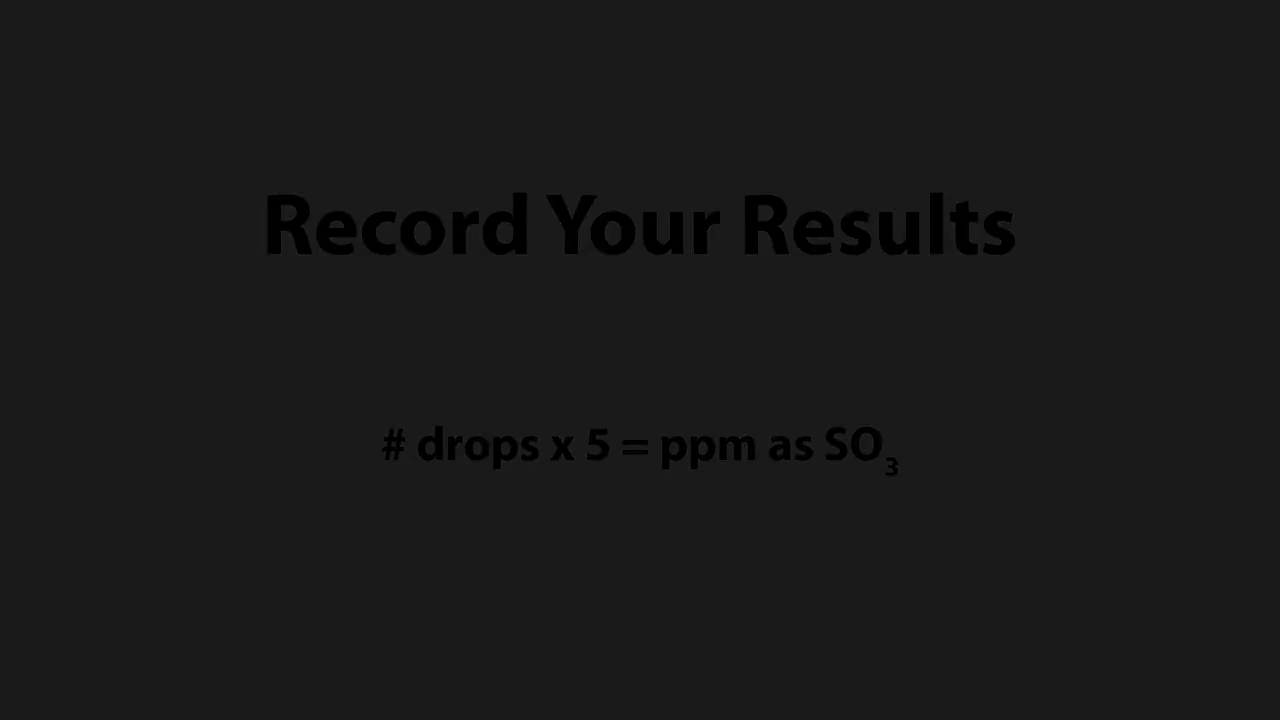 Record Your Results
# drops x 5 = ppm as SO₃